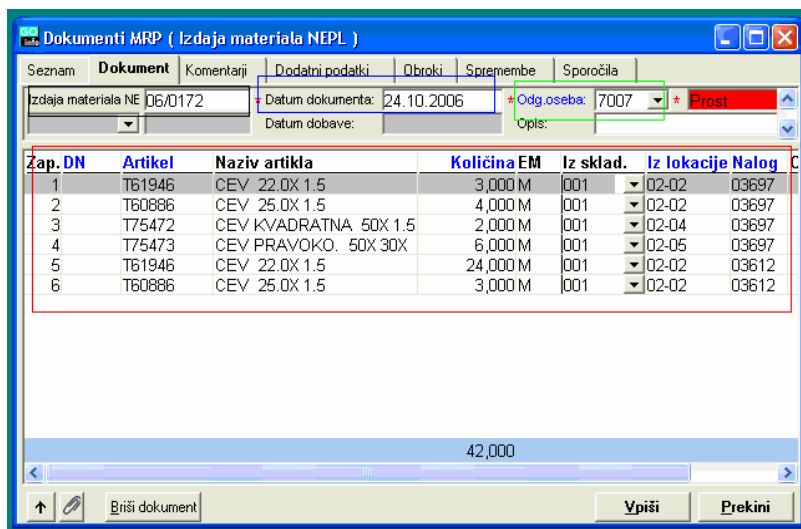 GO
Dokumenti MRP ( Izdaja materiala NEPL )
Seznam Dokument Komentarji Dodatni podatki Obroki Spremembe Sporočila
Izdaja materiala NE 06/0172 * Datum dokumenta: 24.10.2006 * Odg.oseba: 7007 * Prost
Datum dobave: Opis:
Zap. DN Artikel Naziv artikla Količina EM Iz sklad. Iz lokacije Nalog
1 T61946 CEV 22.0X 1.5 3,000 M 001 02-02 03697
2 T60886 CEV 25.0X 1.5 4,000 M 001 02-02 03697
3 T75472 CEV KVADRATNA 50X 1.5 2,000 M 001 02-04 03697
4 T75473 CEV PRAVOKO. 50X 30X 6,000 M 001 02-05 03697
5 T61946 CEV 22.0X 1.5 24,000 M 001 02-02 03612
6 T60886 CEV 25.0X 1.5 3,000 M 001 02-02 03612
42,000
Briši dokument Vpiši Prekini